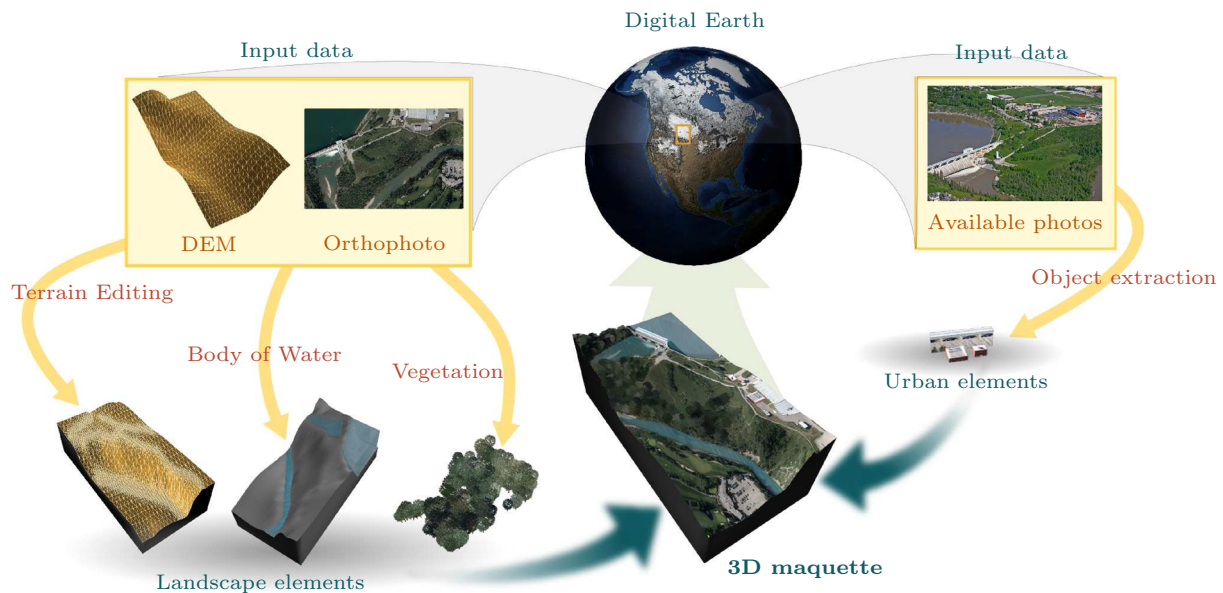 Digital Earth
Input data
Input data
DEM
Orthophoto
Available photos
Terrain Editing
Body of Water
Vegetation
Object extraction
Urban elements
Landscape elements
3D maquette